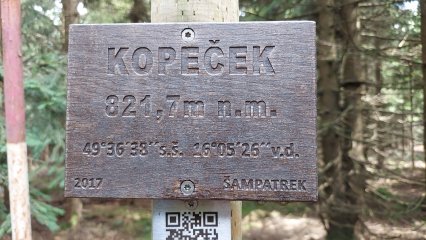 KOPEČEK
821,7m n.m.
49°36´38´´s.š. 16°05´26´´v.d.
2017 ŠAMPATREK